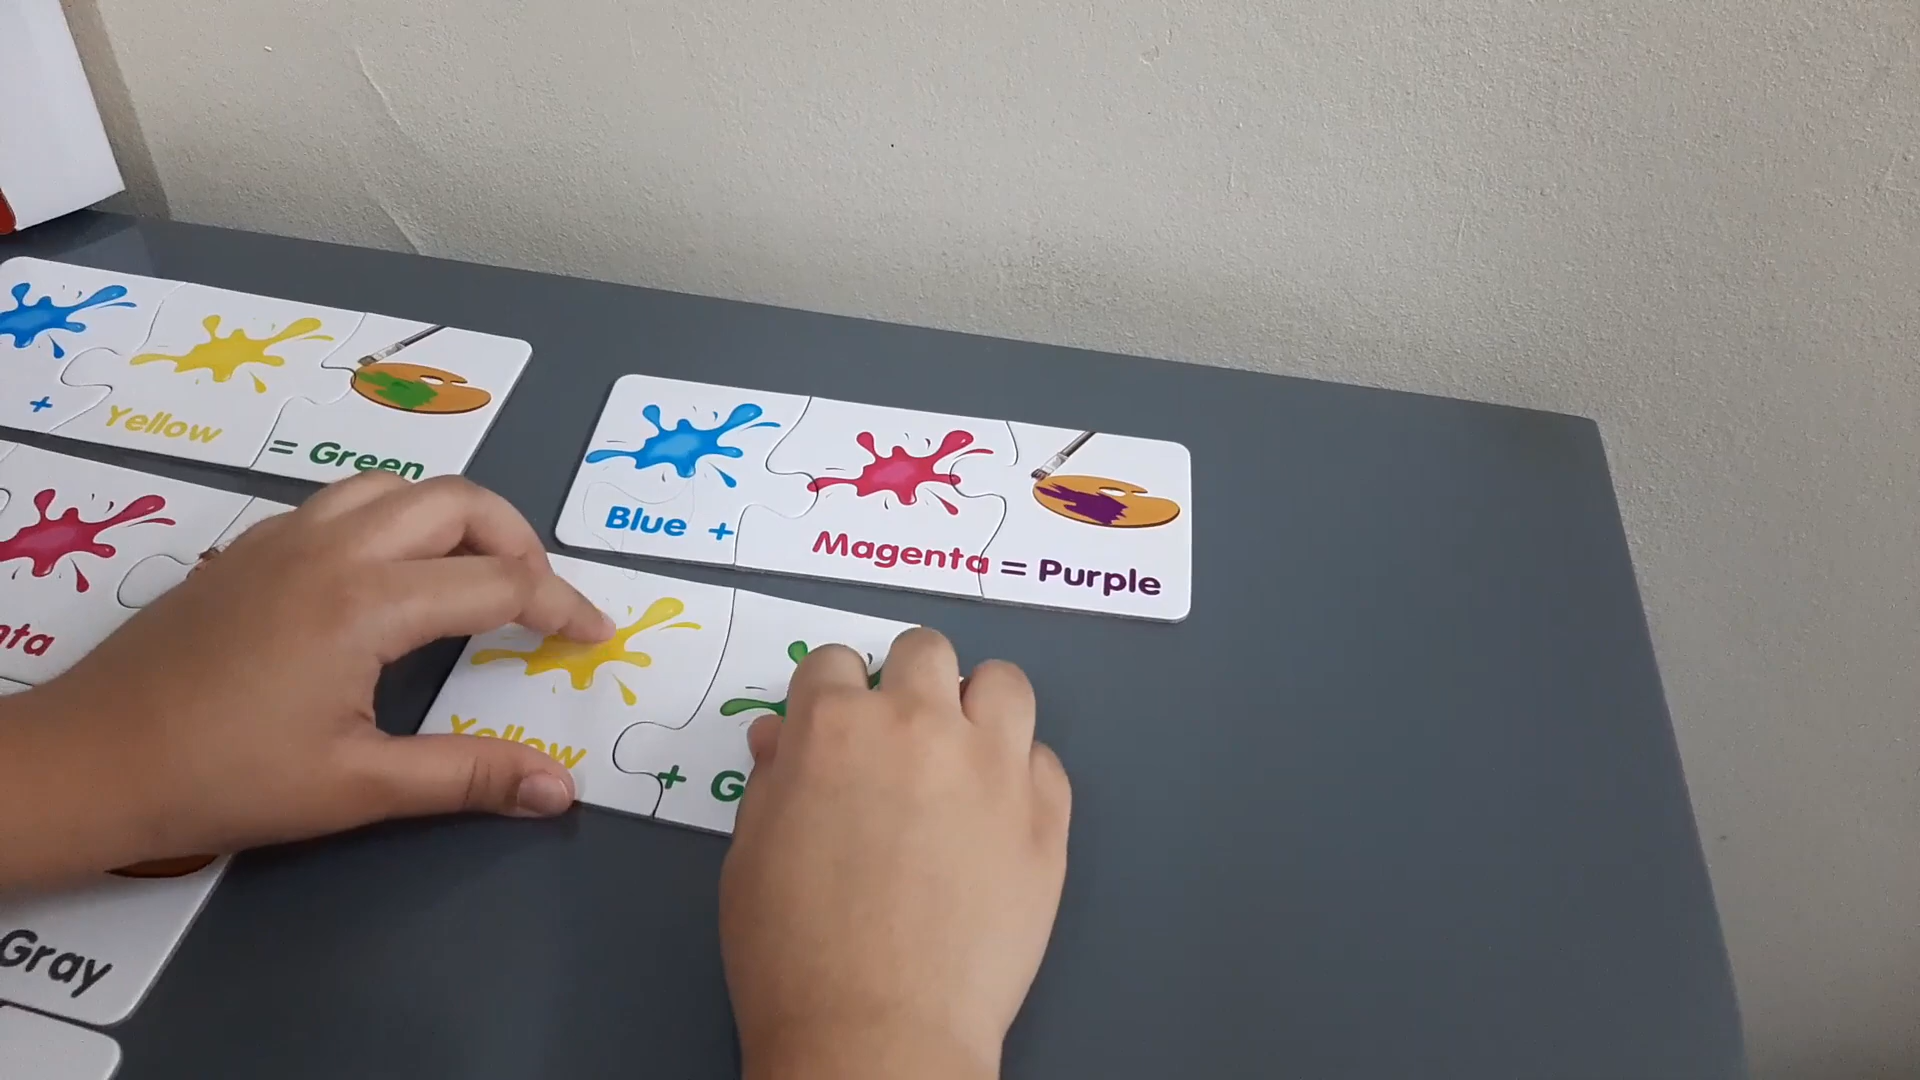 + Yellow = Green
Blue + Magenta = Purple
Yellow +
Gray